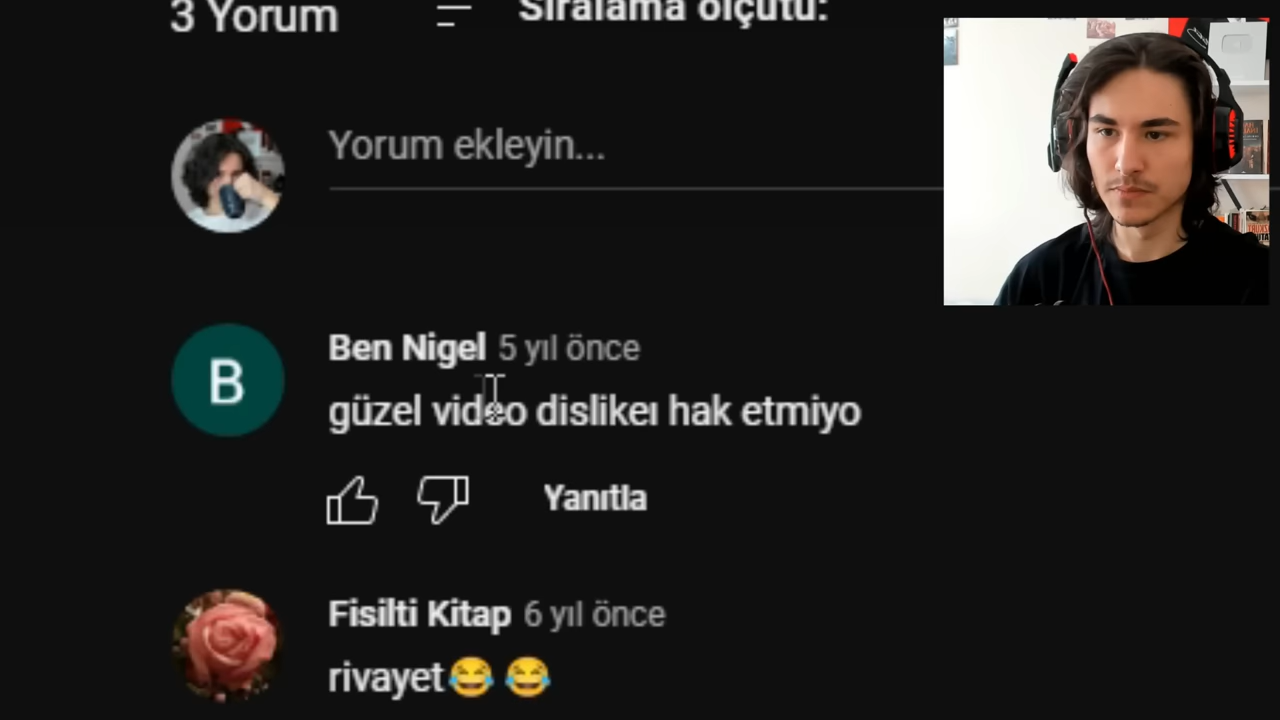 3 Yorum
Sıralama ölçütü:
Yorum ekleyin...
B
Ben Nigel 5 yıl önce
güzel video dislikeı hak etmiyo
Yanıtla
Fisilti Kitap 6 yıl önce
rivayet😂 😂